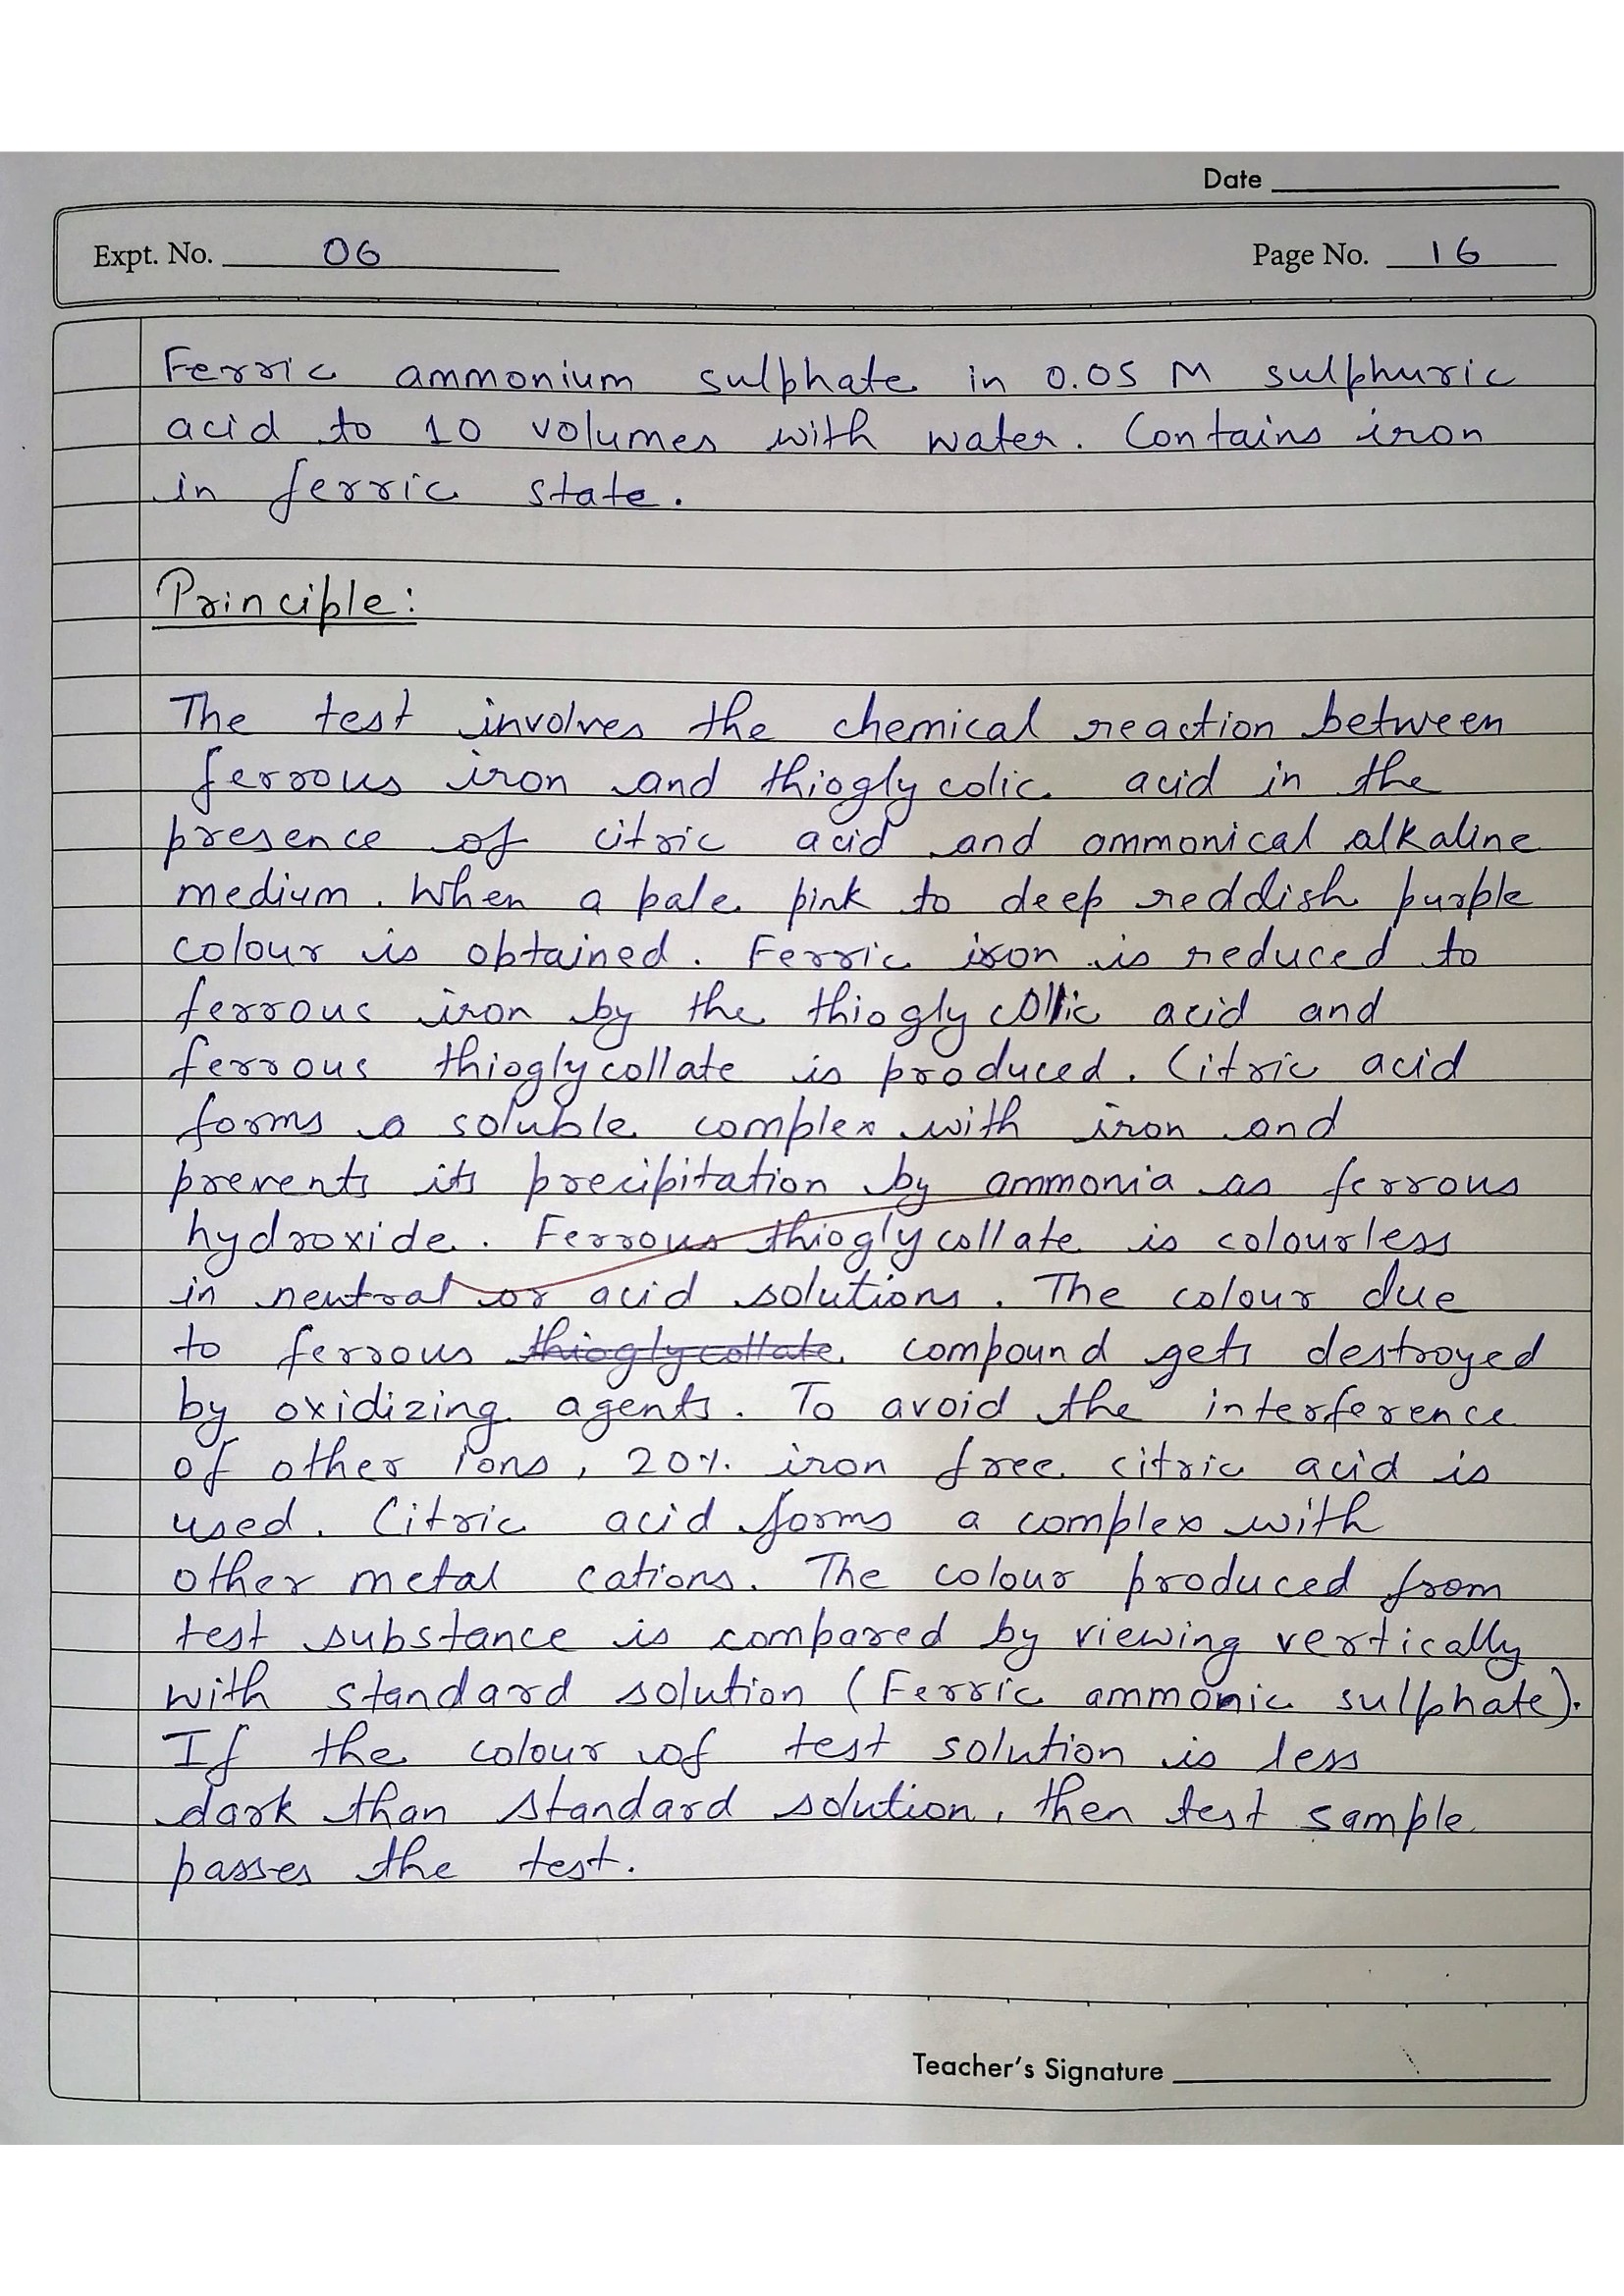 Date
Expt. No. 06
Page No. 16
Ferric ammonium sulphate in 0.05 M sulphuric
acid to 10 volumes with water. Contains iron
in ferric state.
Principle:
The test involves the chemical reaction between
ferrous iron and thioglycolic acid in the
presence of citric acid and ammonical alkaline
medium. When a pale pink to deep reddish purple
colour is obtained. Ferric iron is reduced to
ferrous iron by the thioglycollic acid and
ferrous thioglycollate is produced. Citric acid
forms a soluble complex with iron and
prevents its precipitation by ammonia as ferrous
hydroxide. Ferrous thioglycollate is colourless
in neutral or acid solutions. The colour due
to ferrous thioglycollate compound gets destroyed
by oxidizing agents. To avoid the interference
of other ions, 20% iron free citric acid is
used. Citric acid forms a complex with
other metal cations. The colour produced from
test substance is compared by viewing vertically
with standard solution (Ferric ammonic sulphate).
If the colour of test solution is less
dark than standard solution, then test sample
passes the test.
Teacher's Signature